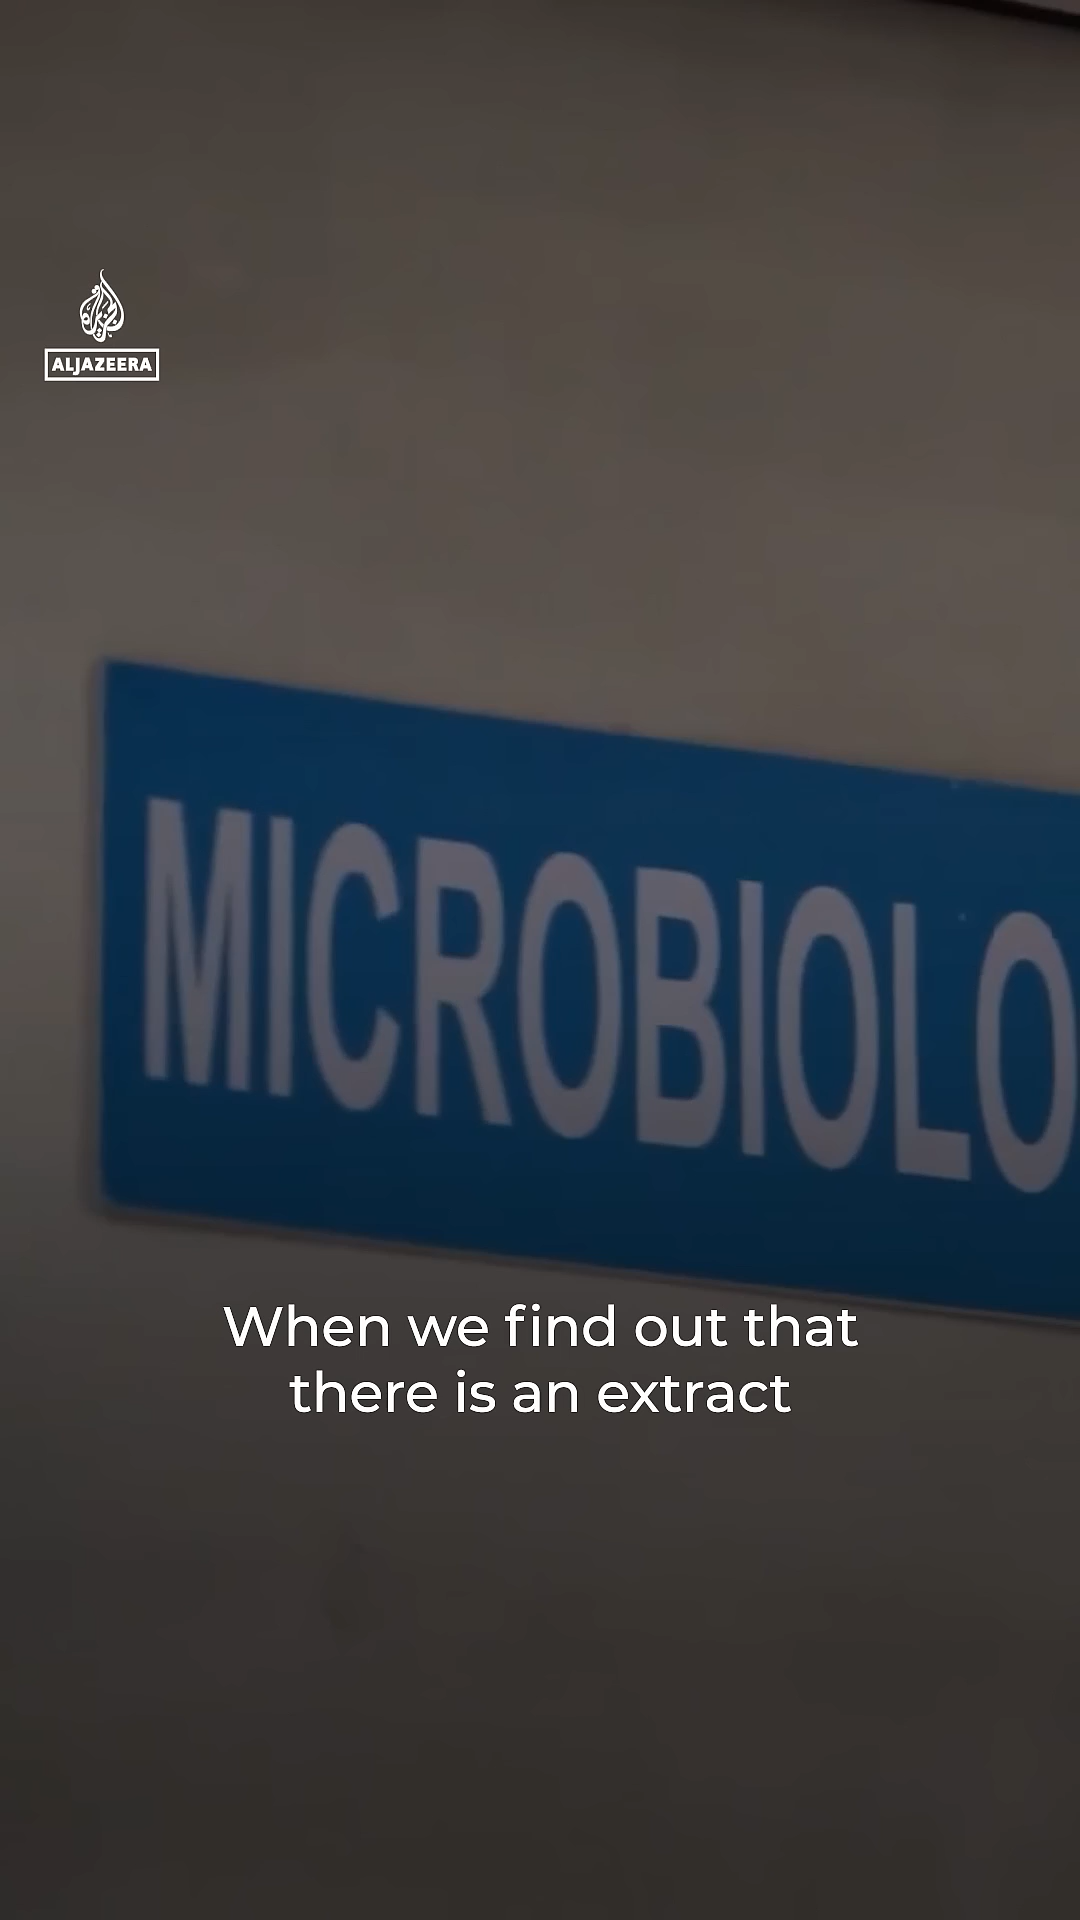 ALJAZEERA
MICROBIOLO
When we find out that
there is an extract